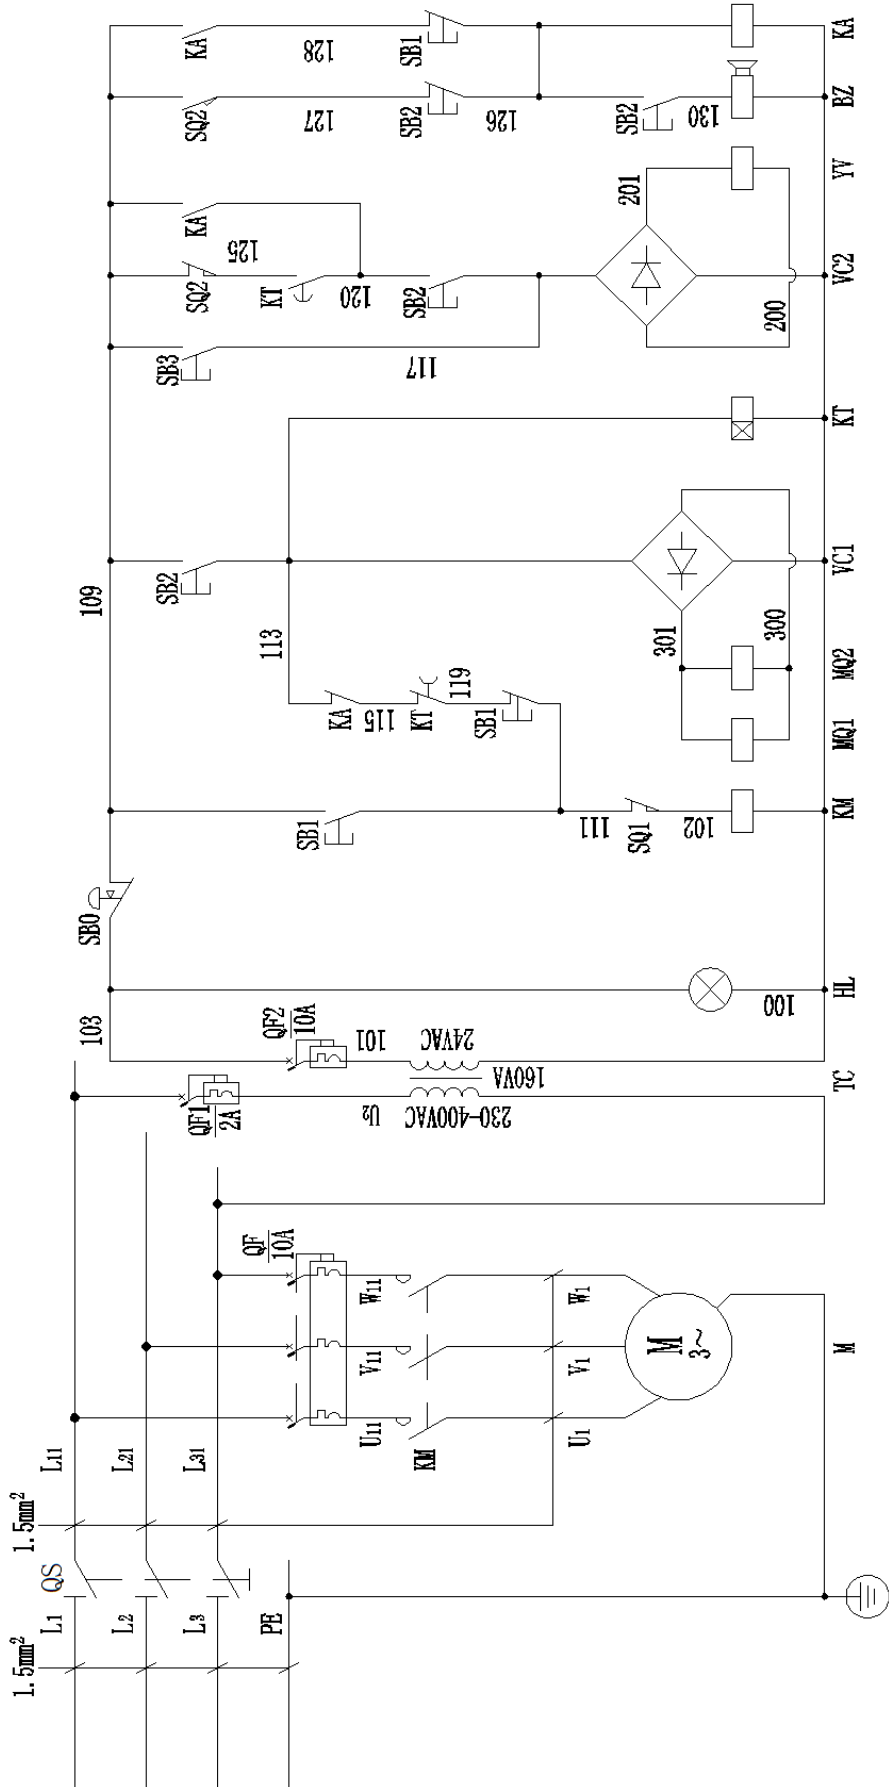 1.5mm²
1.5mm²
L1
L2
L3
PE
QS
L11
L21
L31
QF
10A
U11
V11
W11
KM
U1
V1
W1
M
3~
M
QF1
2A
U2
230-400VAC
160VA
24VAC
TC
QF2
10A
101
103
100
HL
SB0
109
SB1
111
SQ1
102
KM
KA
115
KT
119
SB1
113
SB2
301
300
MQ1
MQ2
VC1
KT
SB3
117
SQ2
125
KA
KT
120
SB2
201
200
VC2
YV
SQ2
127
SB2
126
SB2
130
BZ
KA
128
SB1
KA